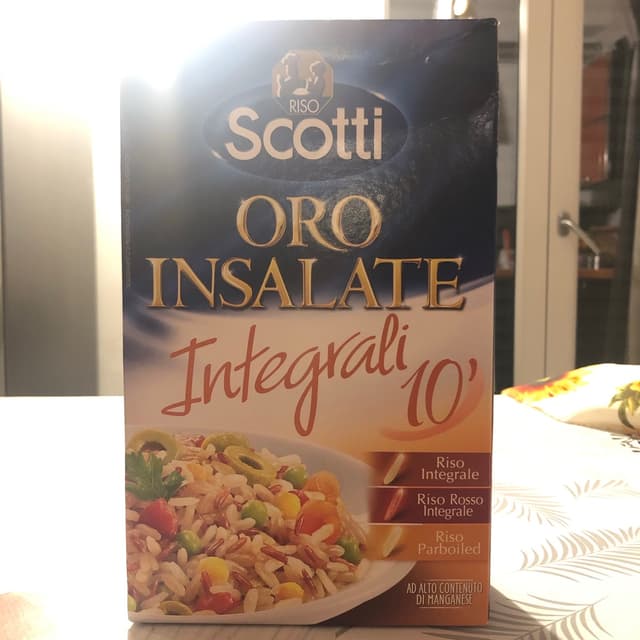 RISO
Scotti
ORO
INSALATE
Integrali
10'
Riso
Integrale
Riso Rosso
Integrale
Riso
Parboiled
AD ALTO CONTENUTO
DI MANGANESE